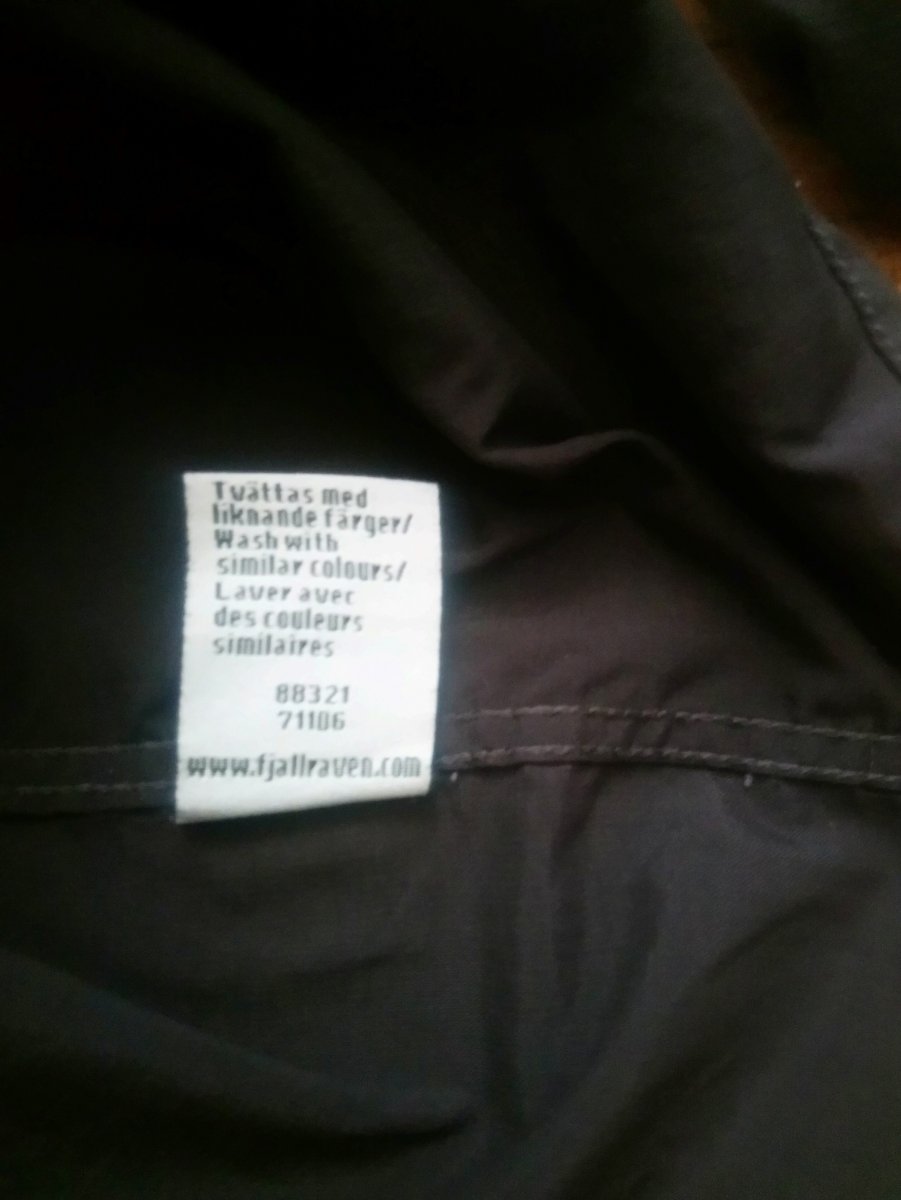 Tvättas med
liknande färger/
Wash with
similar colours/
Laver avec
des couleurs
similaires
88321
71106
www.fjallraven.com